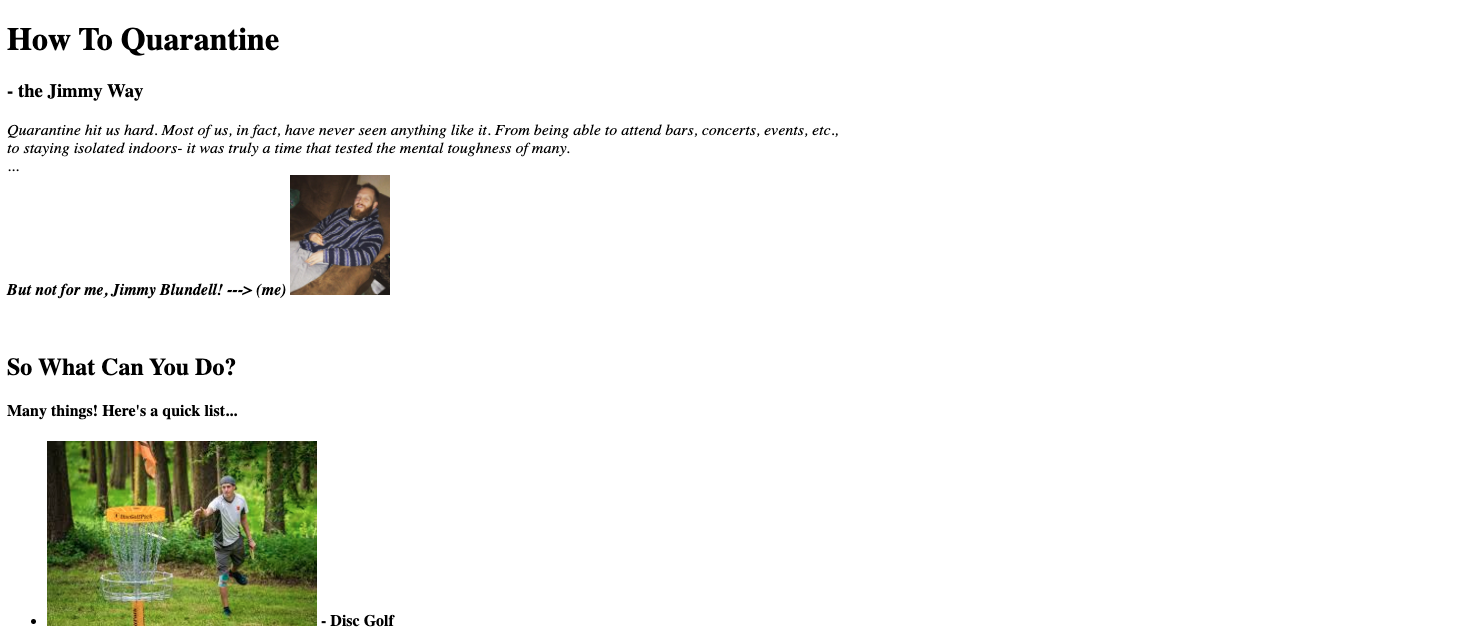 How To Quarantine
- the Jimmy Way
Quarantine hit us hard. Most of us, in fact, have never seen anything like it. From being able to attend bars, concerts, events, etc.,
to staying isolated indoors- it was truly a time that tested the mental toughness of many.
...
But not for me, Jimmy Blundell! ---> (me)
So What Can You Do?
Many things! Here's a quick list...
DiscGolfPark
- Disc Golf